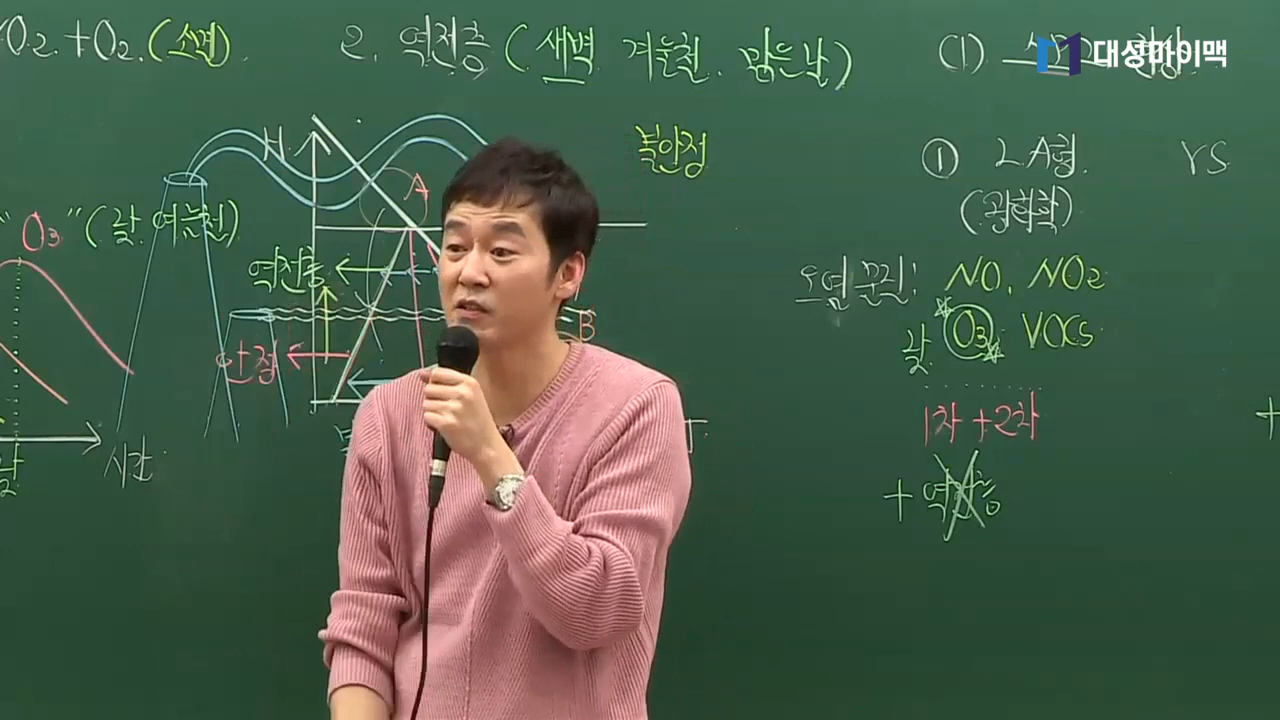 O₂. +O₂. (소멸).
2. 역전층 (새벽 겨울철. 맑은날)
(1)
대성마이맥
H
불안정
① L.A형. VS
(광화학)
A
" O₃ " (낮. 여름철)
역전층
오염물질! NO. NO₂
낮 O₃ VOCs
B
안정
1차 +2차
시간
낮
+ 역전층
+